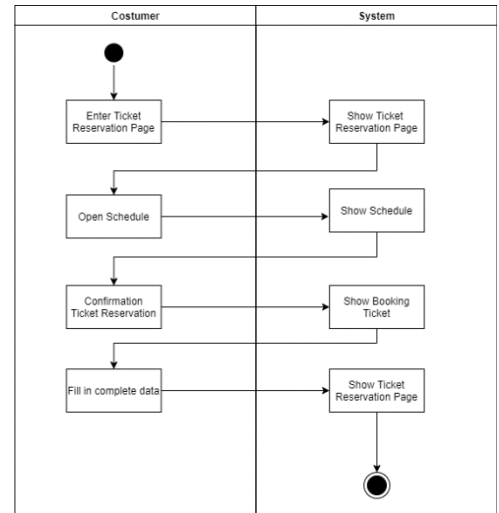 Costumer
System
Enter Ticket
Reservation Page
Show Ticket
Reservation Page
Open Schedule
Show Schedule
Confirmation
Ticket Reservation
Show Booking
Ticket
Fill in complete data
Show Ticket
Reservation Page